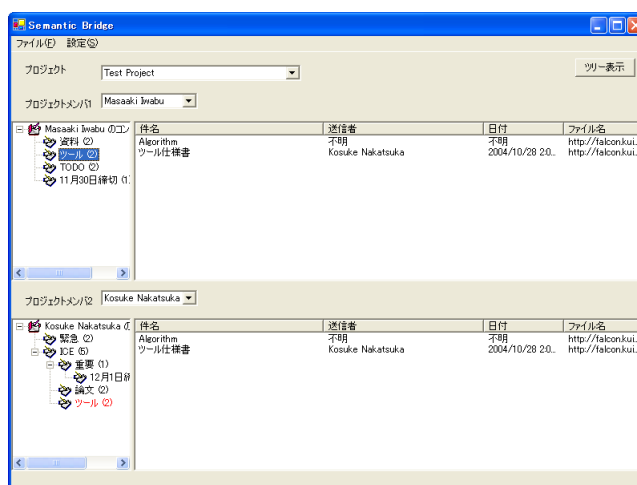 Semantic Bridge
ファイル(F) 設定(S)
プロジェクト Test Project ツリー表示
プロジェクトメンバ1 Masaaki Iwabu
Masaaki Iwabu のコン
資料 (2)
ツール (2)
TODO (2)
11月30日締切 (1
件名 送信者 日付 ファイル名
Algorithm 不明 不明 http://falcon.kui.
ツール仕様書 Kosuke Nakatsuka 2004/10/28 2:0... http://falcon.kui.
プロジェクトメンバ2 Kosuke Nakatsuka
Kosuke Nakatsuka の
緊急 (2)
ICE (5)
重要 (1)
12月1日締
論文 (2)
ツール (2)
件名 送信者 日付 ファイル名
Algorithm 不明 不明 http://falcon.kui.
ツール仕様書 Kosuke Nakatsuka 2004/10/28 2:0... http://falcon.kui.